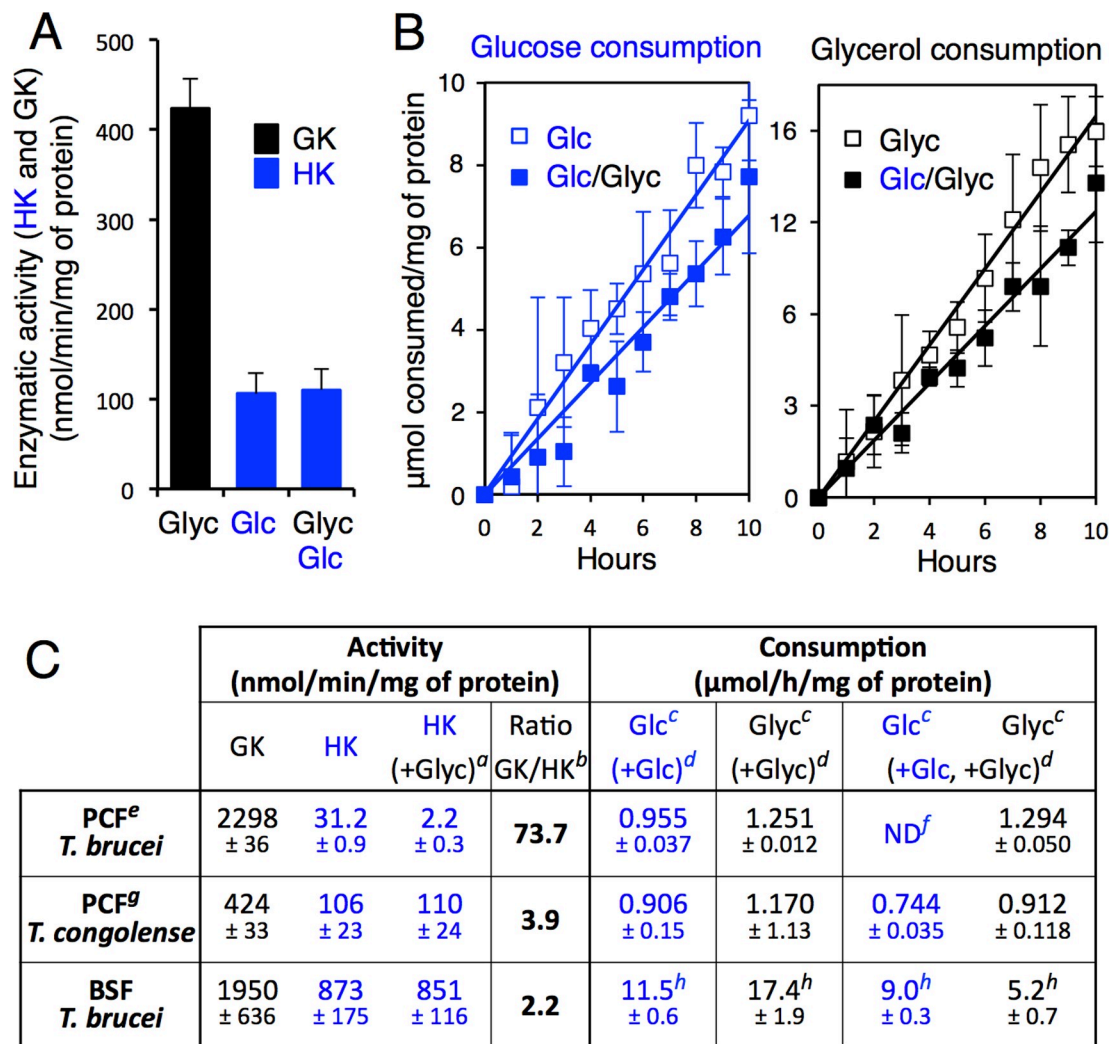 A
Enzymatic activity (HK and GK)
(nmol/min/mg of protein)
500
400
300
200
100
0
GK
HK
Glyc Glc Glyc
Glc
B
Glucose consumption
μmol consumed/mg of protein
10
8
6
4
2
0
Glc
Glc/Glyc
0 2 4 6 8 10
Hours
Glycerol consumption
16
12
6
3
0
Glyc
Glc/Glyc
0 2 4 6 8 10
Hours
C
Activity
(nmol/min/mg of protein)
Consumption
(μmol/h/mg of protein)
GK HK HK Ratio Glcᶜ Glycᶜ Glcᶜ Glycᶜ
(+Glyc)ᵃ GK/HKᵇ (+Glc)ᵈ (+Glyc)ᵈ (+Glc, +Glyc)ᵈ
PCFᵉ 2298 31.2 2.2 73.7 0.955 1.251 NDᶠ 1.294
T. brucei ± 36 ± 0.9 ± 0.3 ± 0.037 ± 0.012 ± 0.050
PCFᵍ 424 106 110 3.9 0.906 1.170 0.744 0.912
T. congolense ± 33 ± 23 ± 24 ± 0.15 ± 1.13 ± 0.035 ± 0.118
BSF 1950 873 851 2.2 11.5ʰ 17.4ʰ 9.0ʰ 5.2ʰ
T. brucei ± 636 ± 175 ± 116 ± 0.6 ± 1.9 ± 0.3 ± 0.7